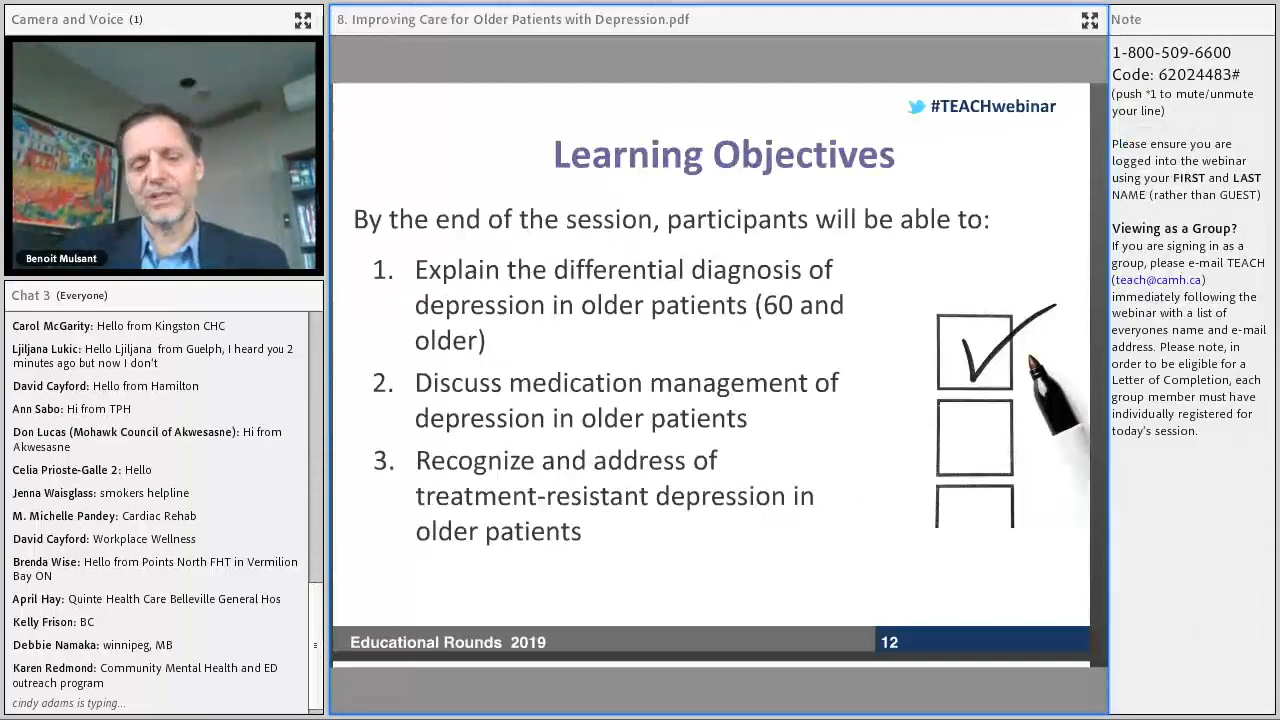 Camera and Voice (1)
Benoit Mulsant
Chat 3 (Everyone)
Carol McGarity: Hello from Kingston CHC
Ljiljana Lukic: Hello Ljiljana from Guelph, I heard you 2
minutes ago but now I don't
David Cayford: Hello from Hamilton
Ann Sabo: Hi from TPH
Don Lucas (Mohawk Council of Akwesasne): Hi from
Akwesasne
Celia Prioste-Galle 2: Hello
Jenna Waisglass: smokers helpline
M. Michelle Pandey: Cardiac Rehab
David Cayford: Workplace Wellness
Brenda Wise: Hello from Points North FHT in Vermilion
Bay ON
April Hay: Quinte Health Care Belleville General Hos
Kelly Frison: BC
Debbie Namaka: winnipeg, MB
Karen Redmond: Community Mental Health and ED
outreach program
cindy adams is typing...
8. Improving Care for Older Patients with Depression.pdf
#TEACHwebinar
Learning Objectives
By the end of the session, participants will be able to:
1. Explain the differential diagnosis of
depression in older patients (60 and
older)
2. Discuss medication management of
depression in older patients
3. Recognize and address of
treatment-resistant depression in
older patients
Educational Rounds 2019
12
Note
1-800-509-6600
Code: 62024483#
(push *1 to mute/unmute
your line)
Please ensure you are
logged into the webinar
using your FIRST and LAST
NAME (rather than GUEST)
Viewing as a Group?
If you are signing in as a
group, please e-mail TEACH
(teach@camh.ca)
immediately following the
webinar with a list of
everyones name and e-mail
address. Please note, in
order to be eligible for a
Letter of Completion, each
group member must have
individually registered for
today's session.